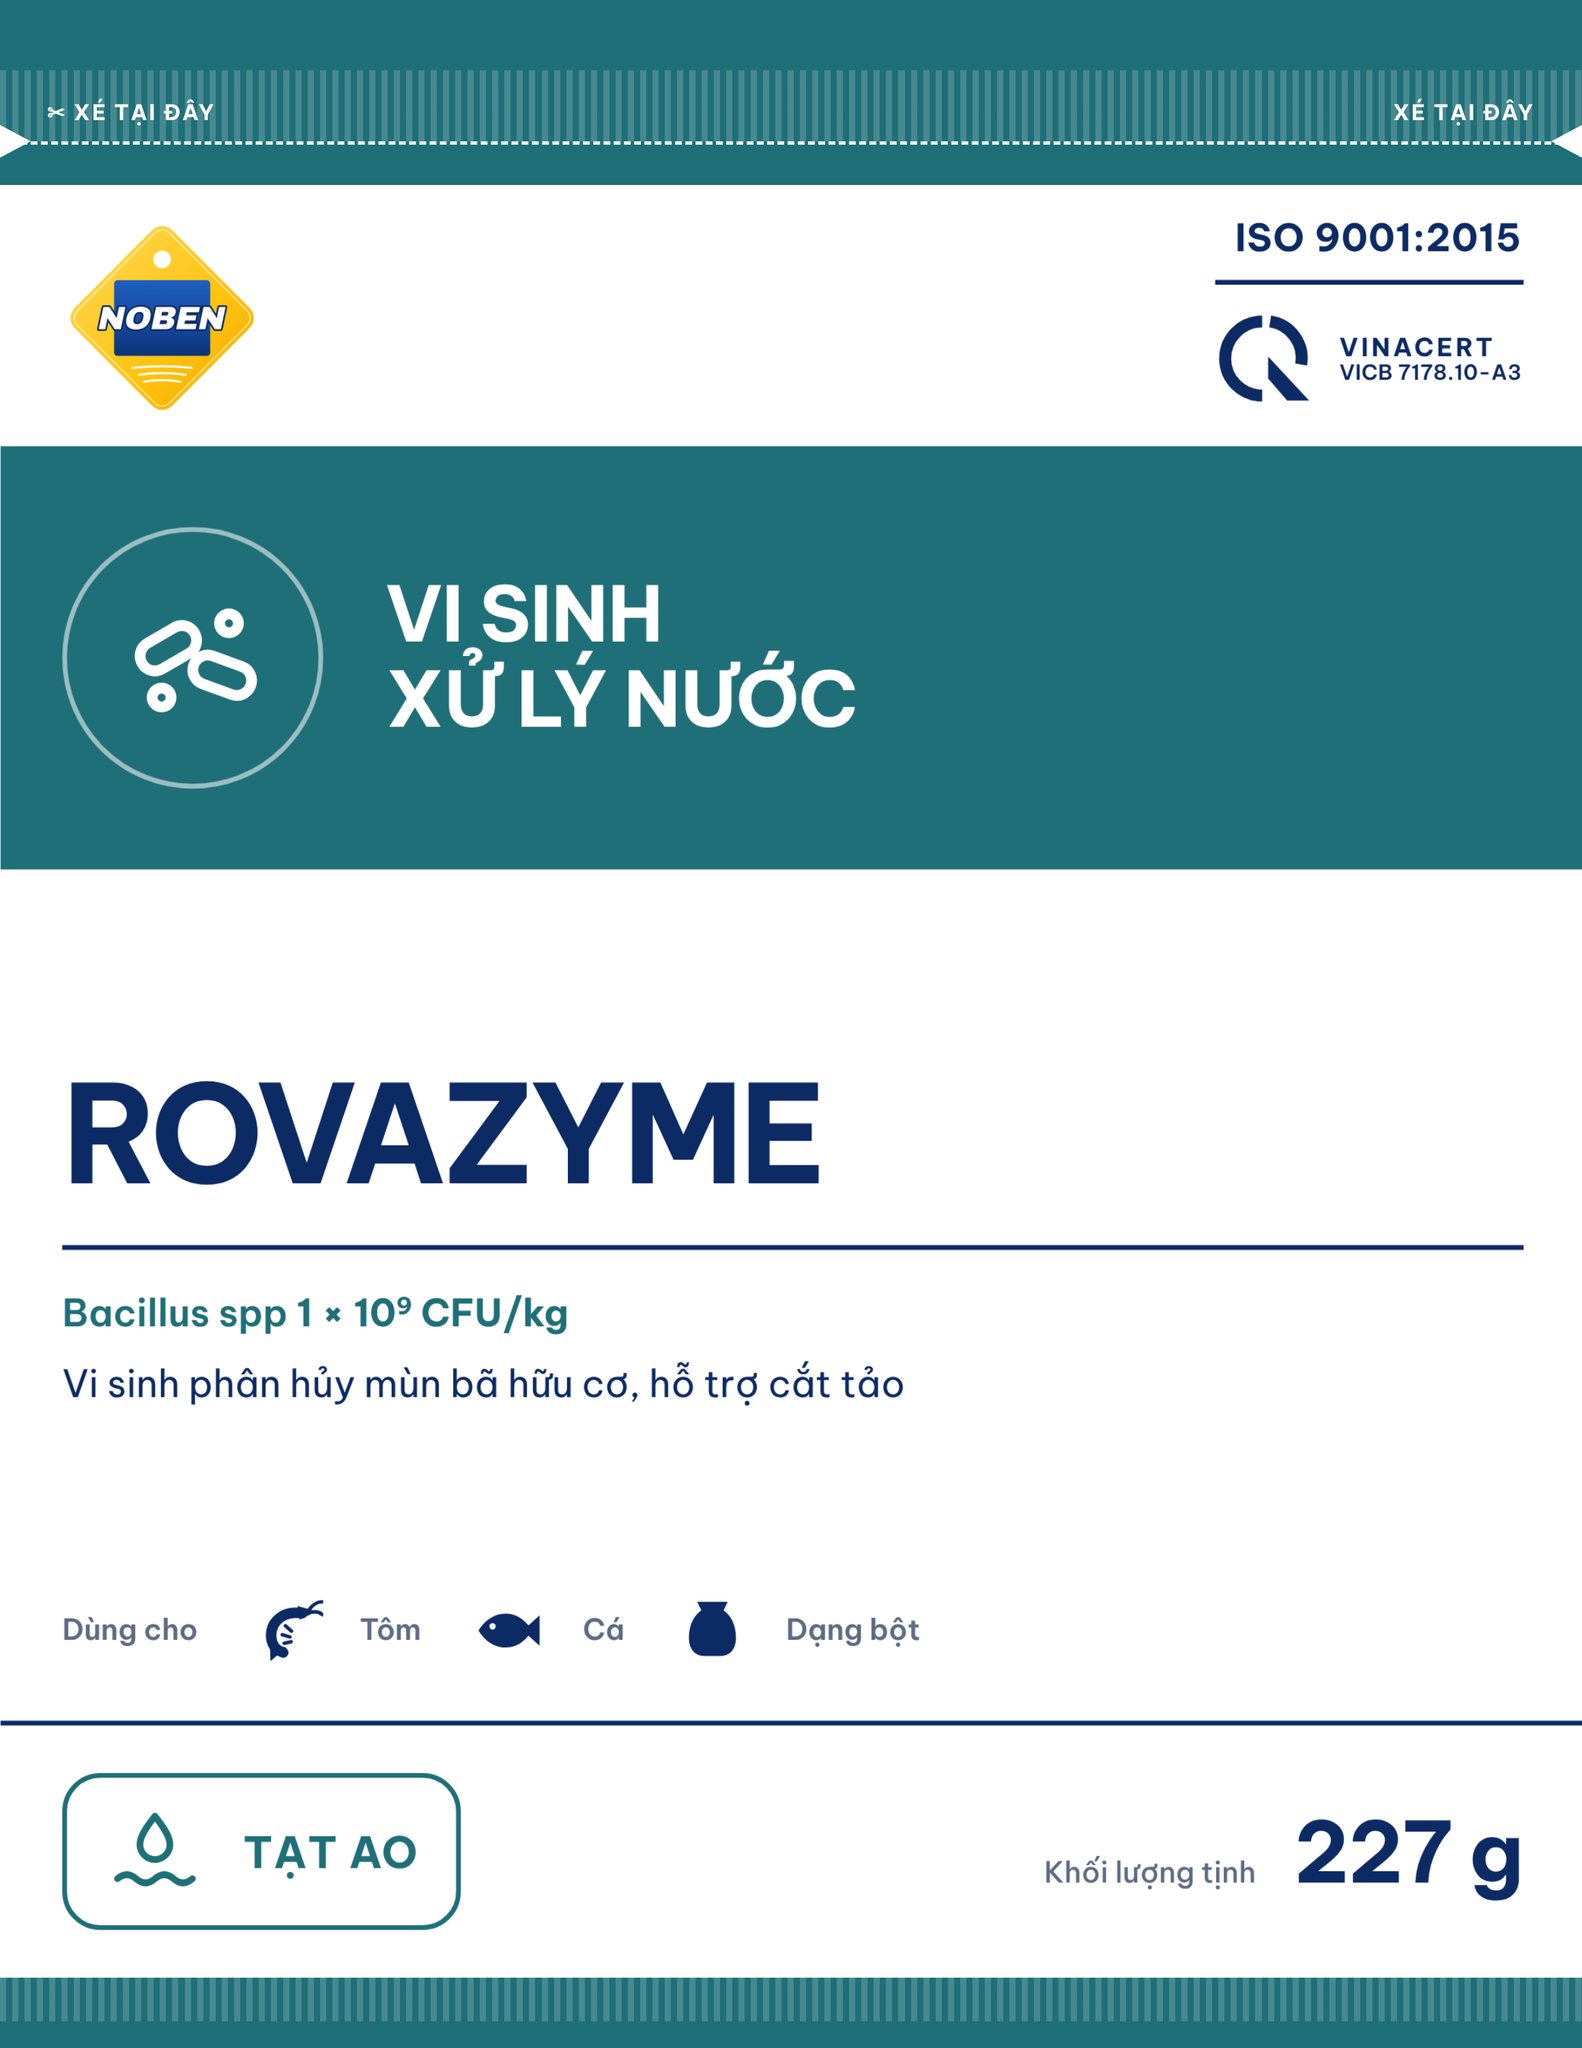 ✂ XÉ TẠI ĐÂY
XÉ TẠI ĐÂY
NOBEN
ISO 9001:2015
VINACERT
VICB 7178.10-A3
VI SINH
XỬ LÝ NƯỚC
ROVAZYME
Bacillus spp 1 × 10⁹ CFU/kg
Vi sinh phân hủy mùn bã hữu cơ, hỗ trợ cắt tảo
Dùng cho Tôm Cá Dạng bột
TẠT AO
Khối lượng tịnh 227 g